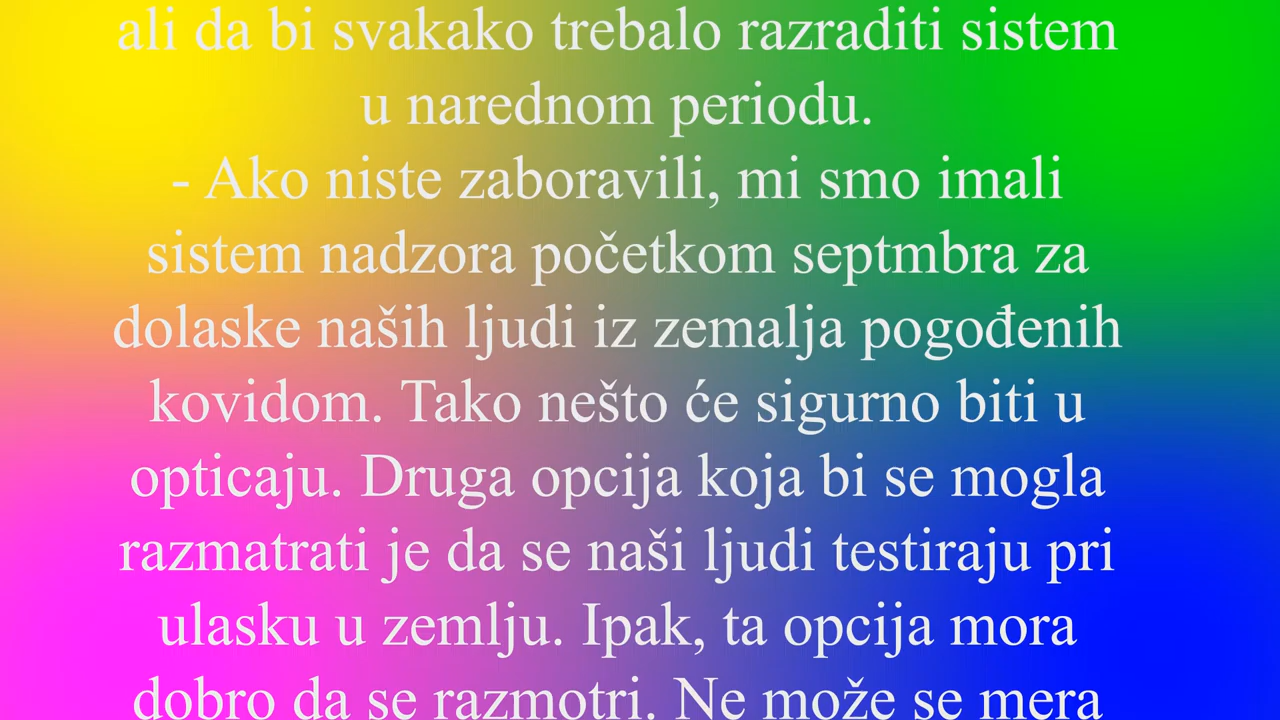 ali da bi svakako trebalo razraditi sistem
u narednom periodu.
- Ako niste zaboravili, mi smo imali
sistem nadzora početkom septmbra za
dolaske naših ljudi iz zemalja pogođenih
kovidom. Tako nešto će sigurno biti u
opticaju. Druga opcija koja bi se mogla
razmatrati je da se naši ljudi testiraju pri
ulasku u zemlju. Ipak, ta opcija mora
dobro da se razmotri. Ne može se mera